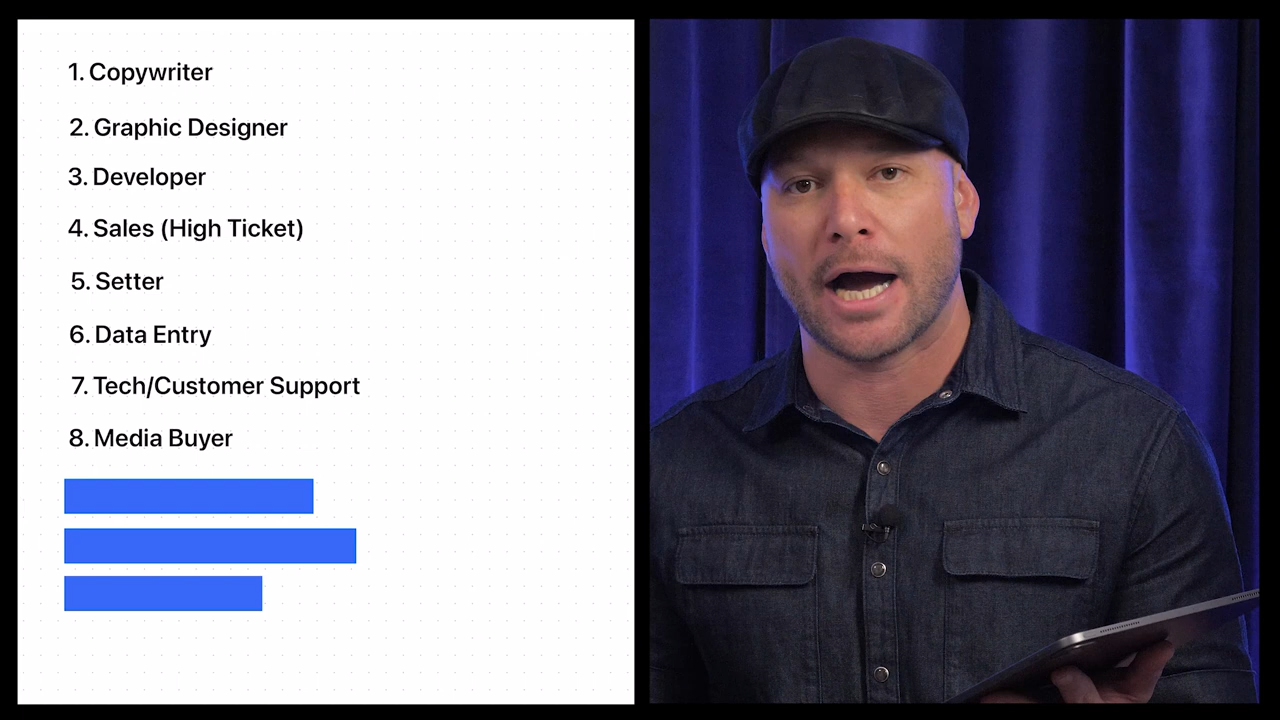 1. Copywriter
2. Graphic Designer
3. Developer
4. Sales (High Ticket)
5. Setter
6. Data Entry
7. Tech/Customer Support
8. Media Buyer